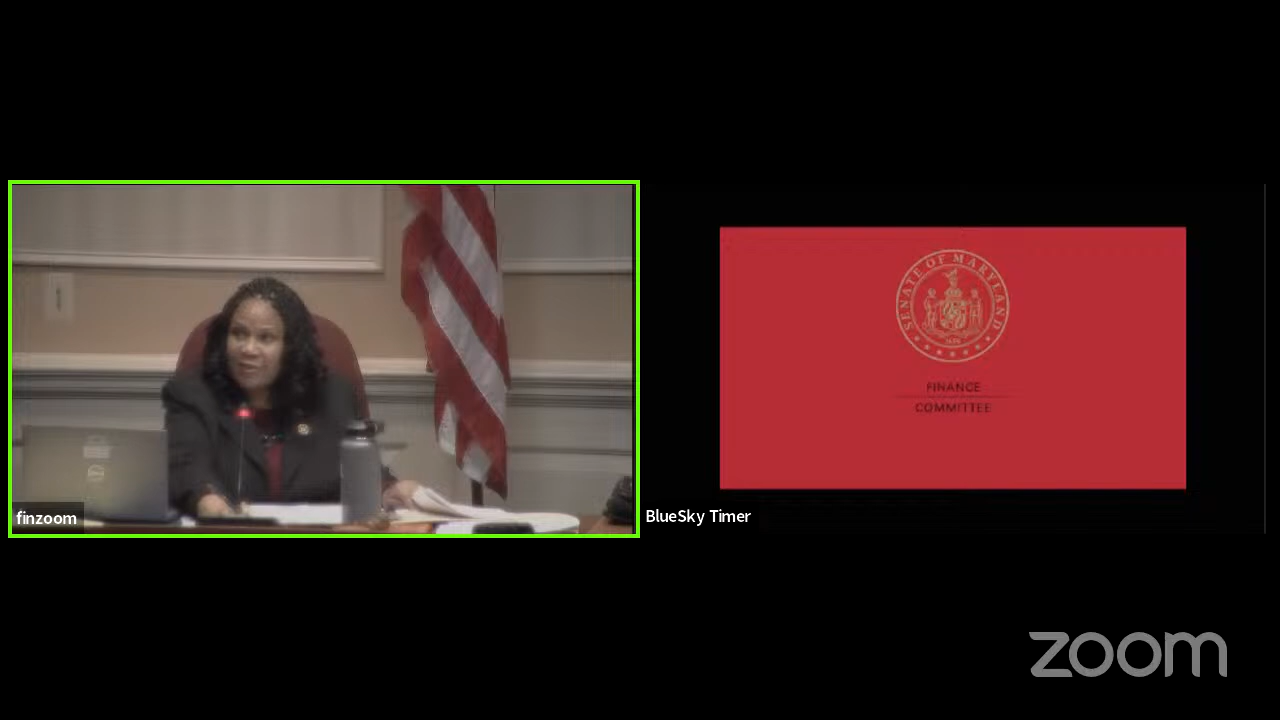 SENATE OF MARYLAND
FINANCE
COMMITTEE
finzoom
BlueSky Timer
zoom